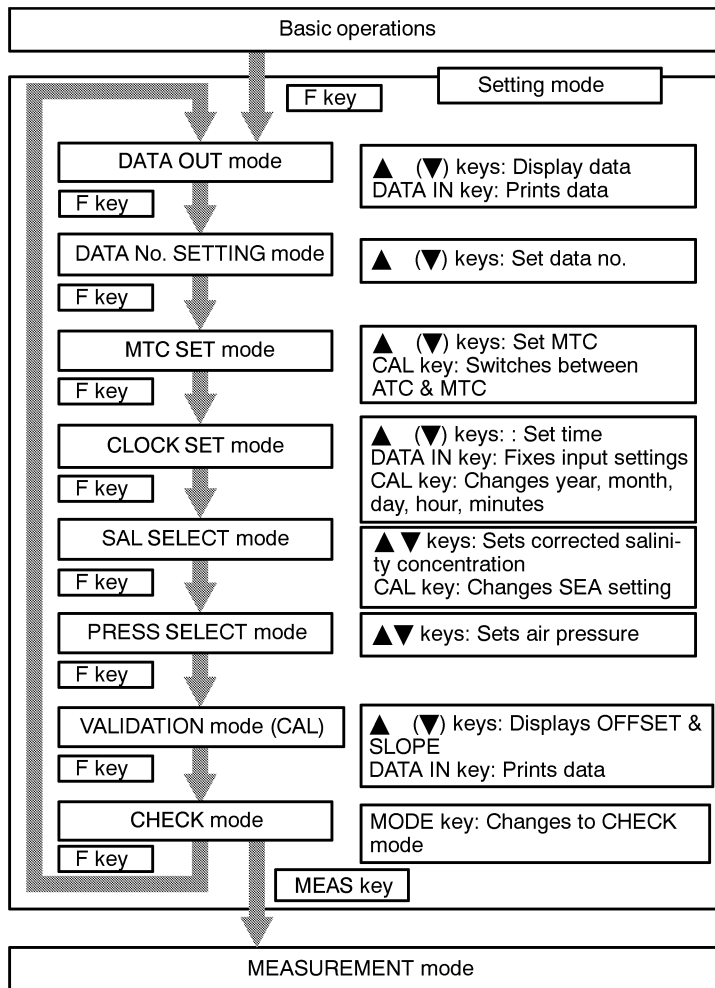 Basic operations
Setting mode
F key
DATA OUT mode
▲ (▼) keys: Display data
DATA IN key: Prints data
F key
DATA No. SETTING mode
▲ (▼) keys: Set data no.
F key
MTC SET mode
▲ (▼) keys: Set MTC
CAL key: Switches between
ATC & MTC
F key
CLOCK SET mode
▲ (▼) keys: : Set time
DATA IN key: Fixes input settings
CAL key: Changes year, month,
day, hour, minutes
F key
SAL SELECT mode
▲▼ keys: Sets corrected salini-
ty concentration
CAL key: Changes SEA setting
F key
PRESS SELECT mode
▲▼ keys: Sets air pressure
F key
VALIDATION mode (CAL)
▲ (▼) keys: Displays OFFSET &
SLOPE
DATA IN key: Prints data
F key
CHECK mode
MODE key: Changes to CHECK
mode
F key
MEAS key
MEASUREMENT mode